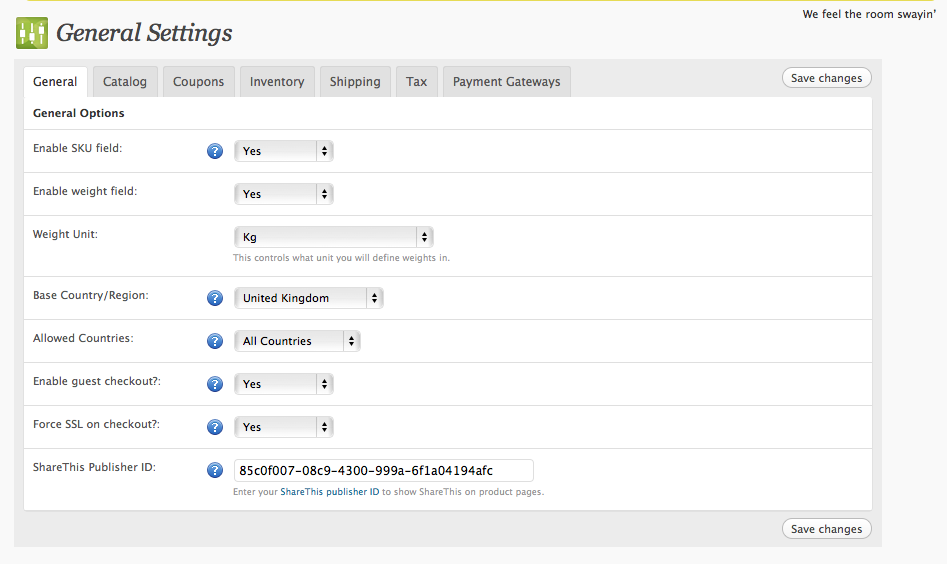 We feel the room swayin'
General Settings
General Catalog Coupons Inventory Shipping Tax Payment Gateways Save changes
General Options
Enable SKU field: ? Yes
Enable weight field: Yes
Weight Unit: Kg
This controls what unit you will define weights in.
Base Country/Region: ? United Kingdom
Allowed Countries: ? All Countries
Enable guest checkout?: ? Yes
Force SSL on checkout?: ? Yes
ShareThis Publisher ID: ? 85c0f007-08c9-4300-999a-6f1a04194afc
Enter your ShareThis publisher ID to show ShareThis on product pages.
Save changes